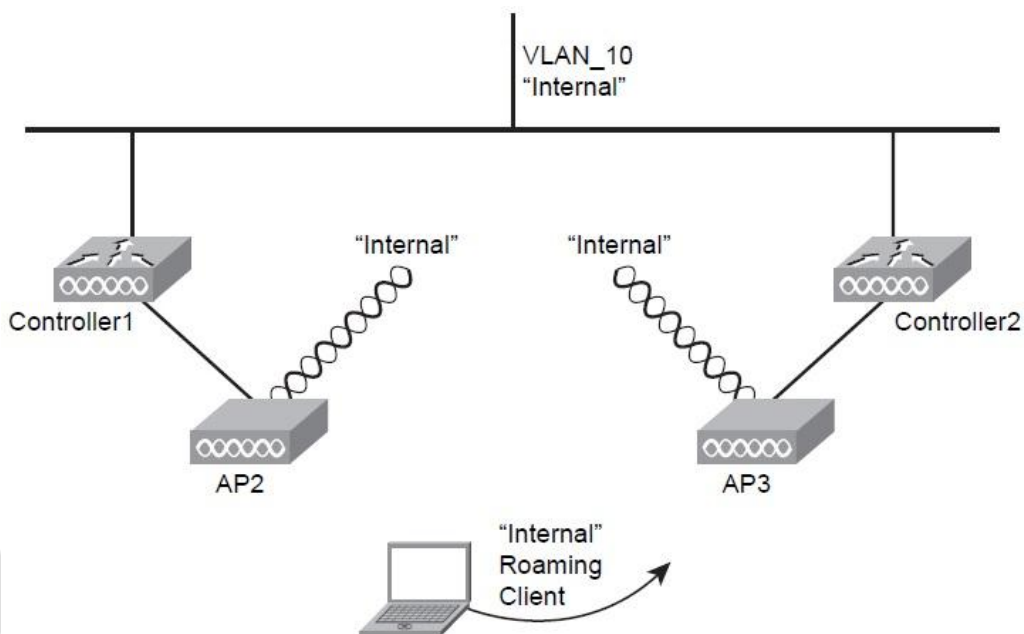 VLAN_10
“Internal”
“Internal”
“Internal”
Controller1
Controller2
AP2
AP3
“Internal”
Roaming
Client